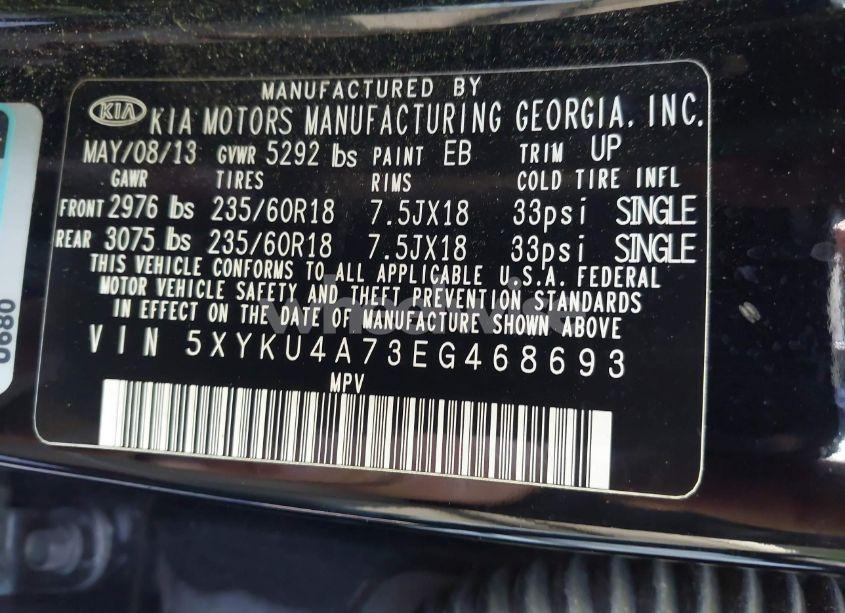 MANUFACTURED BY
KIA KIA MOTORS MANUFACTURING GEORGIA, INC.
MAY/08/13 GVWR 5292 lbs PAINT EB TRIM UP
GAWR TIRES RIMS COLD TIRE INFL
FRONT 2976 lbs 235/60R18 7.5JX18 33psi SINGLE
REAR 3075 lbs 235/60R18 7.5JX18 33psi SINGLE
THIS VEHICLE CONFORMS TO ALL APPLICABLE U.S.A. FEDERAL
MOTOR VEHICLE SAFETY AND THEFT PREVENTION STANDARDS
IN EFFECT ON THE DATE OF MANUFACTURE SHOWN ABOVE
VIN 5XYKU4A73EG468693
MPV
0680